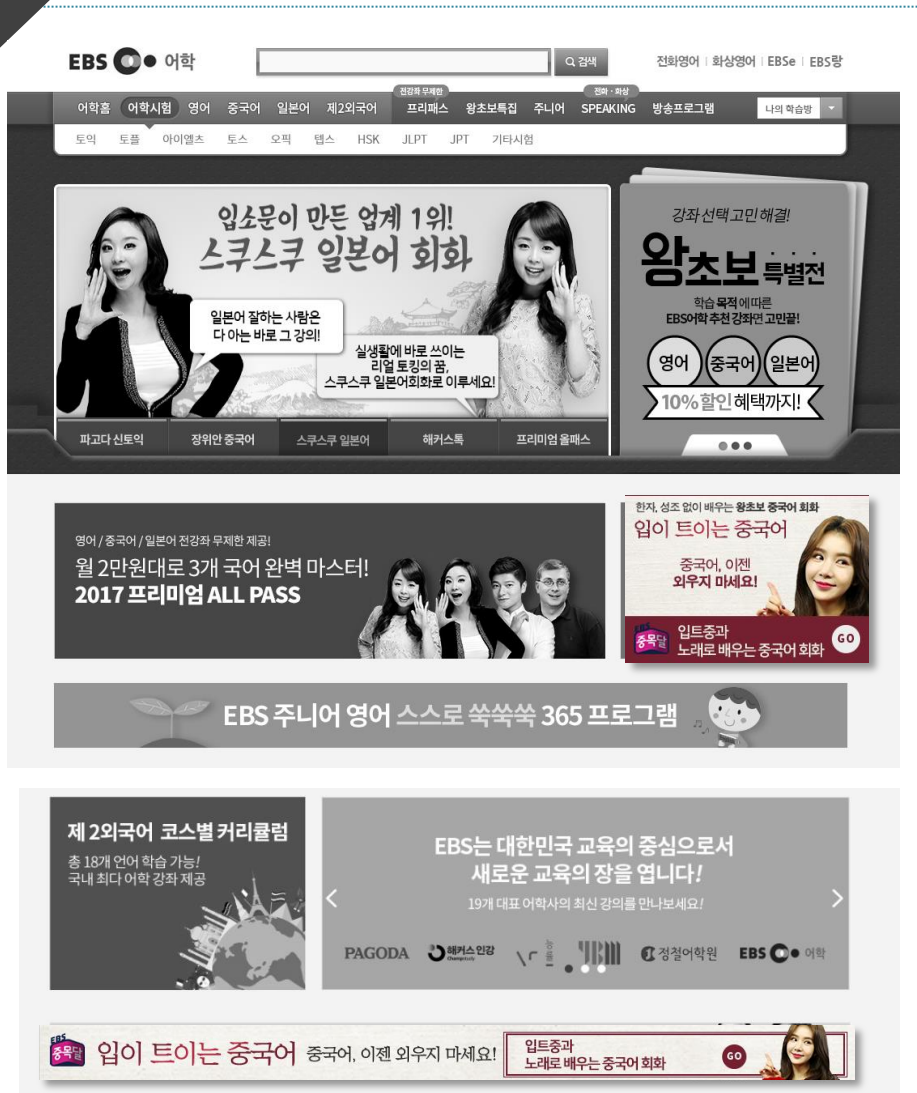 EBS 어학
검색
전화영어 | 화상영어 | EBSe | EBS랑
전강좌 무제한
전화·화상
어학홈 어학시험 영어 중국어 일본어 제2외국어 프리패스 왕초보특집 주니어 SPEAKING 방송프로그램 나의 학습방
토익 토플 아이엘츠 토스 오픽 텝스 HSK JLPT JPT 기타시험
입소문이 만든 업계 1위!
스쿠스쿠 일본어 회화
일본어 잘하는 사람은
다 아는 바로 그 강의!
실생활에 바로 쓰이는
리얼 토킹의 꿈,
스쿠스쿠 일본어회화로 이루세요!
파고다 신토익 장위안 중국어 스쿠스쿠 일본어 해커스톡 프리미엄 올패스
강좌 선택 고민 해결!
왕초보 특별전
학습 목적에 따른
EBS어학 추천 강좌면 고민끝!
영어 중국어 일본어
10% 할인 혜택까지!
영어 / 중국어 / 일본어 전강좌 무제한 제공!
월 2만원대로 3개 국어 완벽 마스터!
2017 프리미엄 ALL PASS
한자, 성조 없이 배우는 왕초보 중국어 회화
입이 트이는 중국어
중국어, 이젠
외우지 마세요!
EBS 중목달
입트중과
노래로 배우는 중국어 회화
GO
EBS 주니어 영어 스스로 쑥쑥쑥 365 프로그램
제 2외국어 코스별 커리큘럼
총 18개 언어 학습 가능!
국내 최다 어학 강좌 제공
EBS는 대한민국 교육의 중심으로서
새로운 교육의 장을 엽니다!
19개 대표 어학사의 최신 강의를 만나보세요!
PAGODA 해커스인강 Champstudy 능률 YBM 정철어학원 EBS 어학
EBS 중목달
입이 트이는 중국어 중국어, 이젠 외우지 마세요!
입트중과
노래로 배우는 중국어 회화
GO